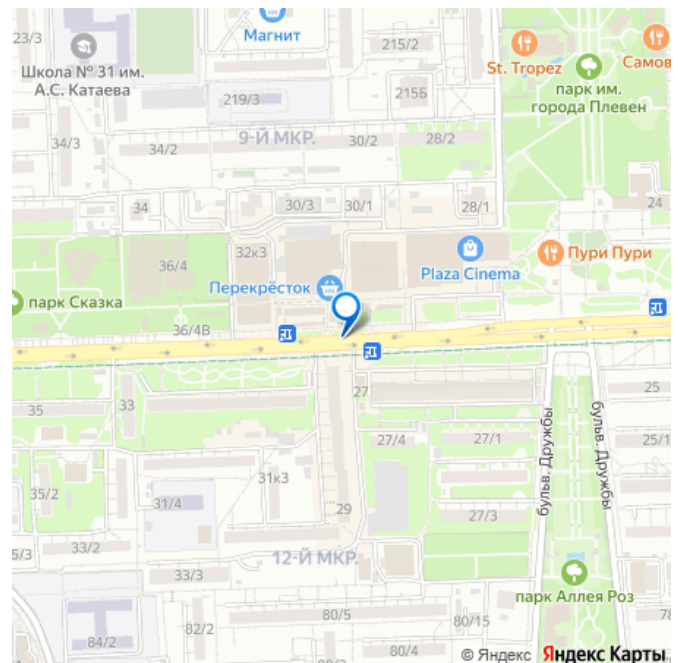 23/3
Магнит
215/2
St. Tropez
Самов
парк им.
города Плевен
Школа № 31 им.
А.С. Катаева
219/3
215Б
34/3
9-Й МКР.
34/2
30/2
28/2
34
30/3
30/1
28/1
24
32к3
36/4
Plaza Cinema
Пури Пури
Перекрёсток
парк Сказка
36/4В
35
33
27
25
бульв. Дружбы
бульв. Дружбы
27/4
27/1
25/1
31к3
35/2
31/4
29
27/3
5/3
33/2
12-Й МКР.
33/3
парк Аллея Роз
82/2
80/5
80/15
78
84/2
80/4
© Яндекс Яндекс Карты